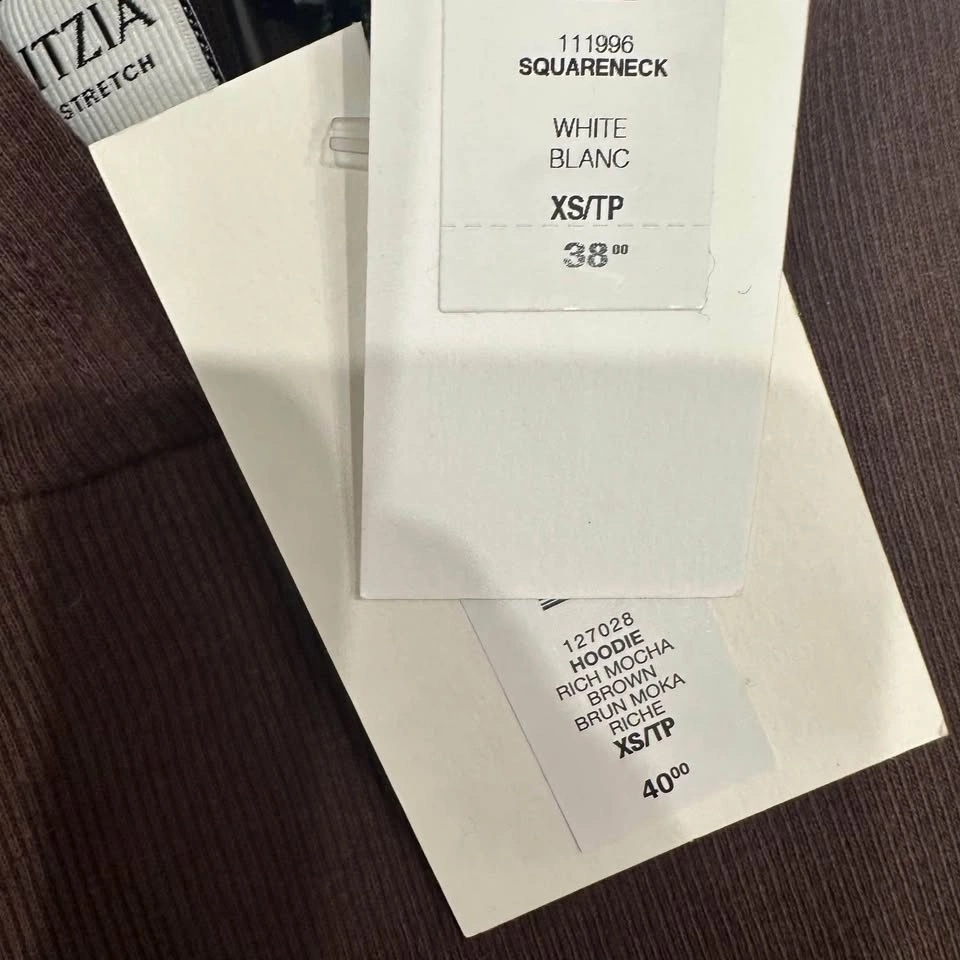 ITZIA
STRETCH
111996
SQUARENECK
WHITE
BLANC
XS/TP
38⁰⁰
127028
HOODIE
RICH MOCHA
BROWN
BRUN MOKA
RICHE
XS/TP
40⁰⁰